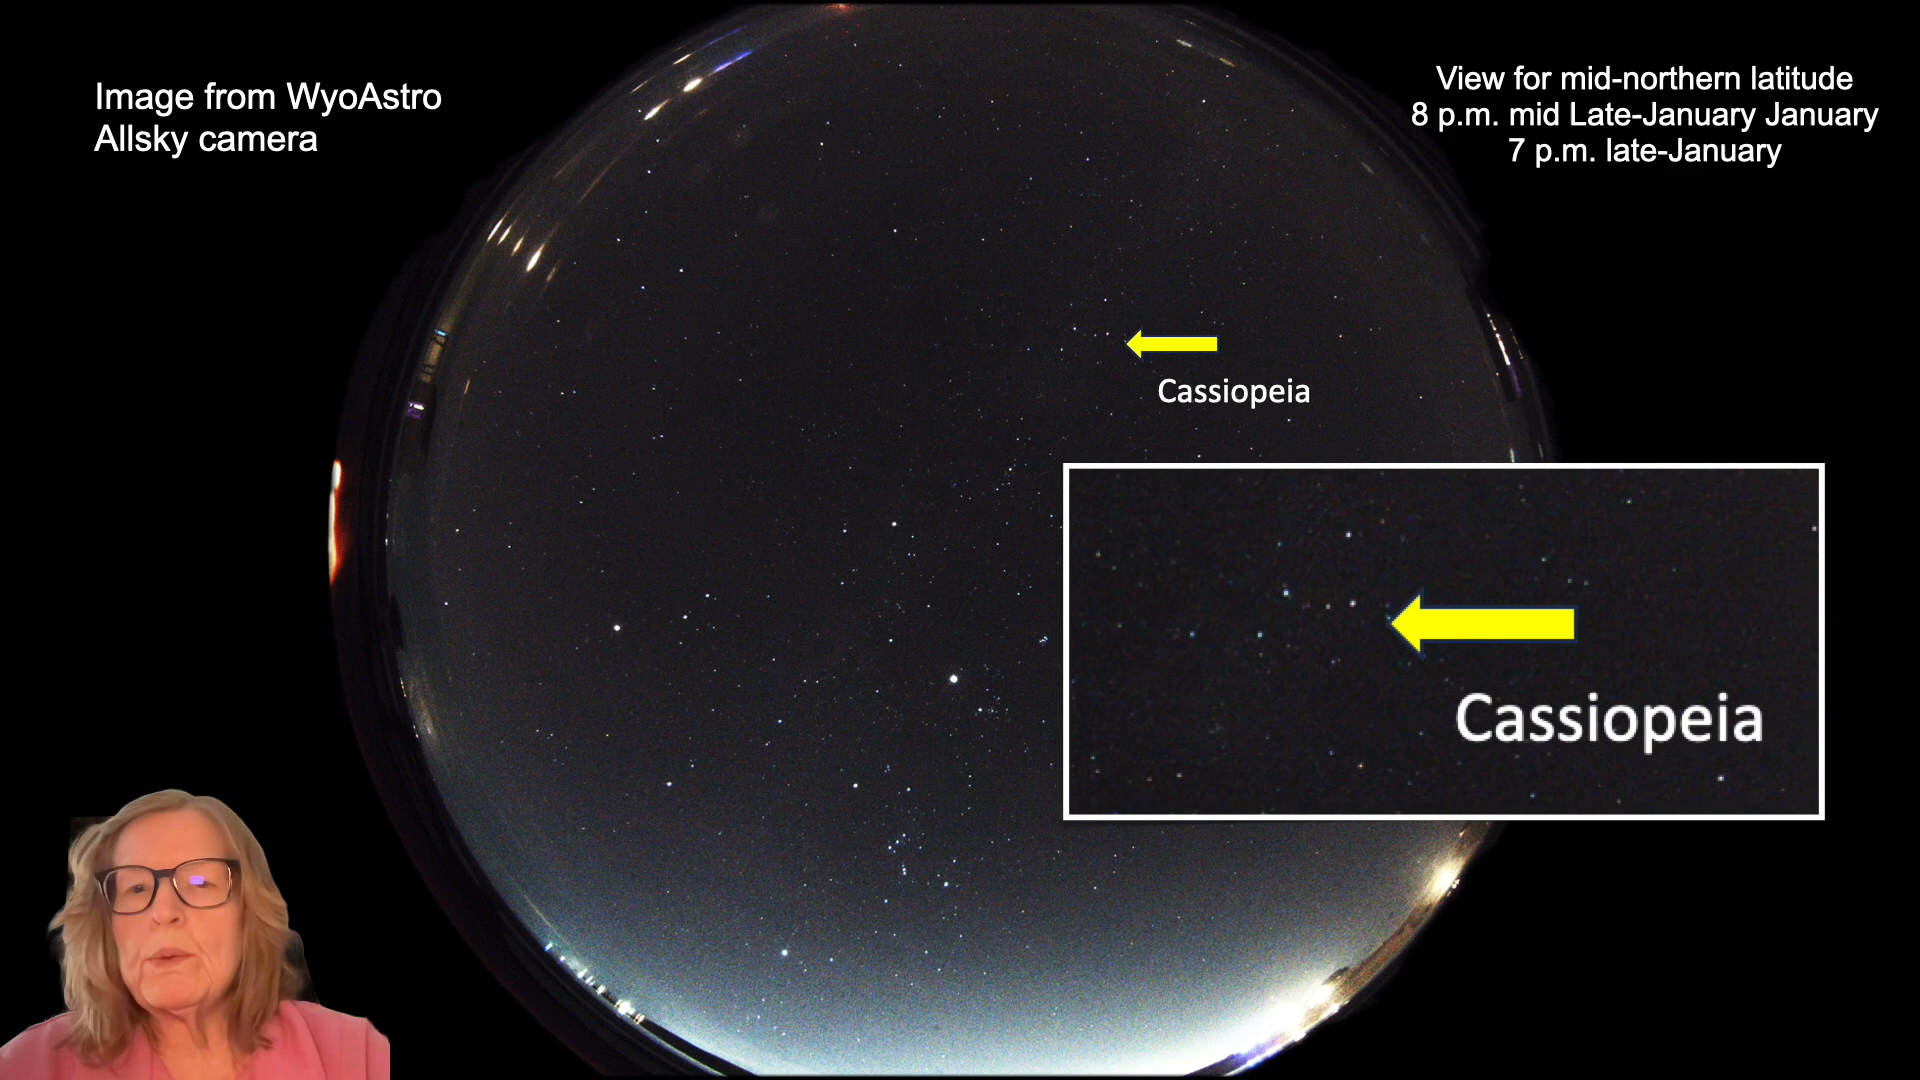 Image from WyoAstro
Allsky camera
View for mid-northern latitude
8 p.m. mid Late-January January
7 p.m. late-January
Cassiopeia
Cassiopeia